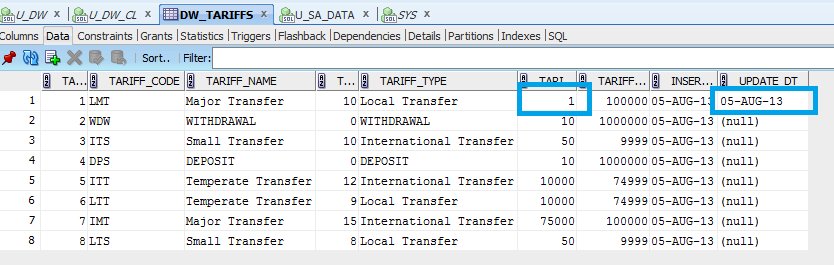 U_DW x U_DW_CL x DW_TARIFFS x U_SA_DATA x SYS x
Columns Data Constraints Grants Statistics Triggers Flashback Dependencies Details Partitions Indexes SQL
Sort.. Filter:
TA... TARIFF_CODE TARIFF_NAME T... TARIFF_TYPE TARI... TARIFF... INSER... UPDATE_DT
1 1 LMT Major Transfer 10 Local Transfer 1 100000 05-AUG-13 05-AUG-13
2 2 WDW WITHDRAWAL 0 WITHDRAWAL 10 1000000 05-AUG-13 (null)
3 3 ITS Small Transfer 10 International Transfer 50 9999 05-AUG-13 (null)
4 4 DPS DEPOSIT 0 DEPOSIT 10 1000000 05-AUG-13 (null)
5 5 ITT Temperate Transfer 12 International Transfer 10000 74999 05-AUG-13 (null)
6 6 LTT Temperate Transfer 9 Local Transfer 10000 74999 05-AUG-13 (null)
7 7 IMT Major Transfer 15 International Transfer 75000 100000 05-AUG-13 (null)
8 8 LTS Small Transfer 8 Local Transfer 50 9999 05-AUG-13 (null)